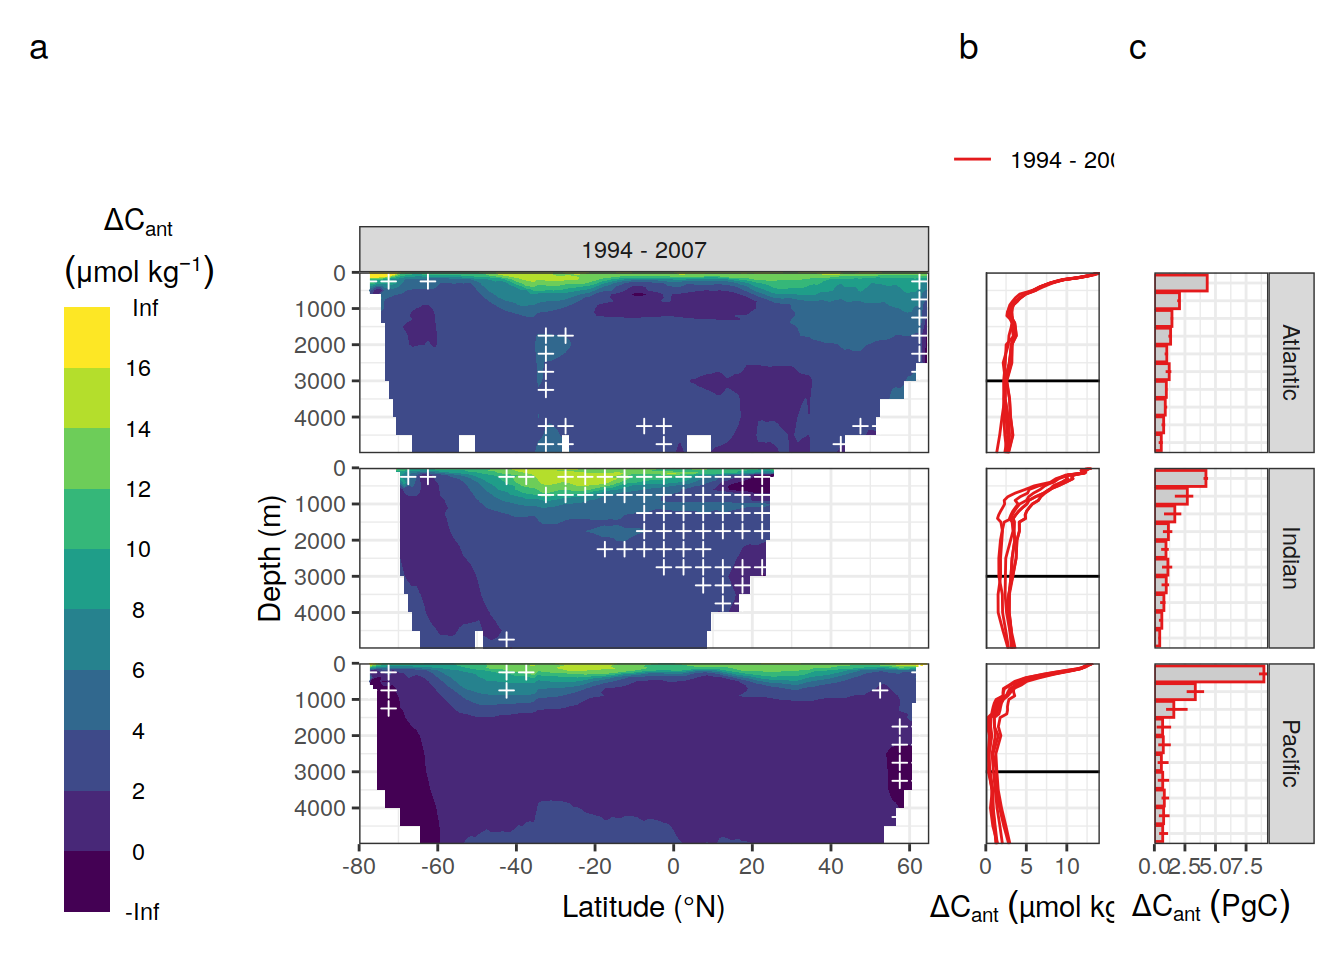 a
b
c
1994 - 200
ΔCant
(μmol kg⁻¹)
Inf
16
14
12
10
8
6
4
2
0
-Inf
1994 - 2007
Depth (m)
0
1000
2000
3000
4000
Atlantic
0
1000
2000
3000
4000
Indian
0
1000
2000
3000
4000
Pacific
-80 -60 -40 -20 0 20 40 60
Latitude (°N)
0 5 10
ΔCant (μmol kg
0.02.55.07.5
ΔCant (PgC)